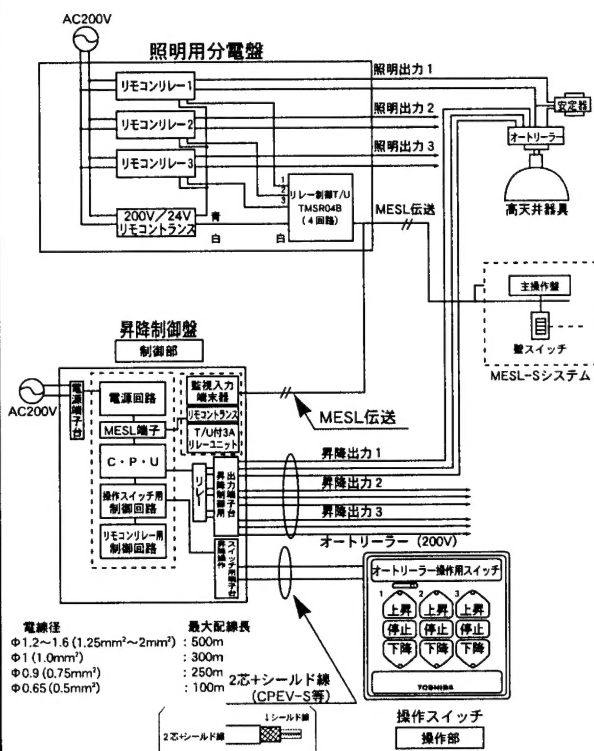 AC200V
照明用分電盤
リモコンリレー1
リモコンリレー2
リモコンリレー3
200V／24V
リモコントランス
青
白
白
1
2
3
リレー制御T/U
TMSR04B
(4回路)
照明出力1
照明出力2
照明出力3
安定器
オートリーラー
高天井器具
MESL伝送
主操作盤
壁スイッチ
MESL-Sシステム
昇降制御盤
制御部
AC200V
電源端子台
電源回路
MESL端子
C・P・U
操作スイッチ用
制御回路
リモコンリレー用
制御回路
監視入力
端末器
リモコントランス
T/U付3A
リレーユニット
リレー
昇降制御用
出力端子台
昇降操作
スイッチ用端子台
MESL伝送
昇降出力1
昇降出力2
昇降出力3
オートリーラー (200V)
オートリーラー操作用スイッチ
1 2 3
上昇 上昇 上昇
停止 停止 停止
下降 下降 下降
TOSHIBA
操作スイッチ
操作部
電線径 最大配線長
Φ1.2〜1.6 (1.25mm²〜2mm²) : 500m
Φ1 (1.0mm²) : 300m
Φ0.9 (0.75mm²) : 250m
Φ0.65 (0.5mm²) : 100m
2芯+シールド線
(CPEV-S等)
↓シールド線
2芯+シールド線